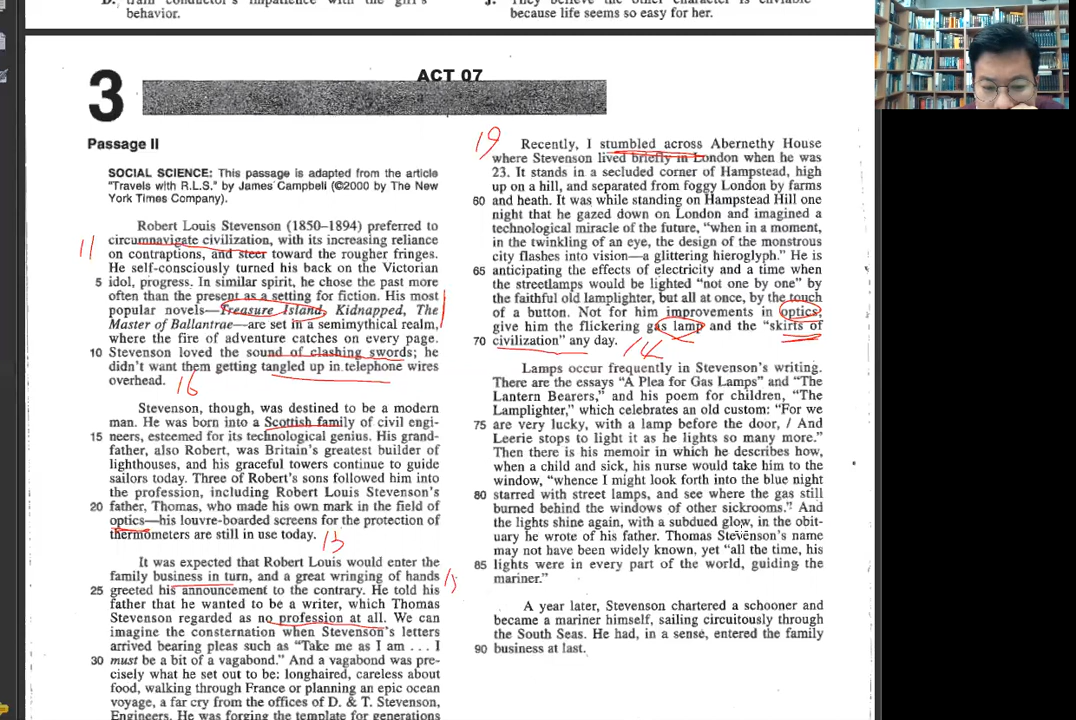 behavior.
because life seems so easy for her.
3
ACT 07
Passage II
SOCIAL SCIENCE: This passage is adapted from the article
"Travels with R.L.S." by James Campbell (©2000 by The New
York Times Company).
Robert Louis Stevenson (1850–1894) preferred to
11
circumnavigate civilization, with its increasing reliance
on contraptions, and steer toward the rougher fringes.
He self-consciously turned his back on the Victorian
5 idol, progress. In similar spirit, he chose the past more
often than the present as a setting for fiction. His most
popular novels—Treasure Island, Kidnapped, The
Master of Ballantrae—are set in a semimythical realm,
where the fire of adventure catches on every page.
10 Stevenson loved the sound of clashing swords; he
didn't want them getting tangled up in telephone wires
overhead.
16
Stevenson, though, was destined to be a modern
man. He was born into a Scottish family of civil engi-
15 neers, esteemed for its technological genius. His grand-
father, also Robert, was Britain's greatest builder of
lighthouses, and his graceful towers continue to guide
sailors today. Three of Robert's sons followed him into
the profession, including Robert Louis Stevenson's
20 father, Thomas, who made his own mark in the field of
optics—his louvre-boarded screens for the protection of
thermometers are still in use today.
It was expected that Robert Louis would enter the
family business in turn, and a great wringing of hands
25 greeted his announcement to the contrary. He told his
father that he wanted to be a writer, which Thomas
Stevenson regarded as no profession at all. We can
imagine the consternation when Stevenson's letters
arrived bearing pleas such as "Take me as I am . . . I
30 must be a bit of a vagabond." And a vagabond was pre-
cisely what he set out to be: longhaired, careless about
food, walking through France or planning an epic ocean
voyage, a far cry from the offices of D. & T. Stevenson,
Engineers. He was forging the template for generations
19
Recently, I stumbled across Abernethy House
where Stevenson lived briefly in London when he was
23. It stands in a secluded corner of Hampstead, high
up on a hill, and separated from foggy London by farms
60 and heath. It was while standing on Hampstead Hill one
night that he gazed down on London and imagined a
technological miracle of the future, "when in a moment,
in the twinkling of an eye, the design of the monstrous
city flashes into vision—a glittering hieroglyph." He is
65 anticipating the effects of electricity and a time when
the streetlamps would be lighted "not one by one" by
the faithful old lamplighter, but all at once, by the touch
of a button. Not for him improvements in optics;
give him the flickering gas lamp and the "skirts of
70 civilization" any day.
14
Lamps occur frequently in Stevenson's writing.
There are the essays "A Plea for Gas Lamps" and "The
Lantern Bearers," and his poem for children, "The
Lamplighter," which celebrates an old custom: "For we
75 are very lucky, with a lamp before the door, / And
Leerie stops to light it as he lights so many more."
Then there is his memoir in which he describes how,
when a child and sick, his nurse would take him to the
window, "whence I might look forth into the blue night
80 starred with street lamps, and see where the gas still
burned behind the windows of other sickrooms." And
the lights shine again, with a subdued glow, in the obit-
uary he wrote of his father. Thomas Stevenson's name
may not have been widely known, yet "all the time, his
85 lights were in every part of the world, guiding the
mariner."
A year later, Stevenson chartered a schooner and
became a mariner himself, sailing circuitously through
the South Seas. He had, in a sense, entered the family
90 business at last.